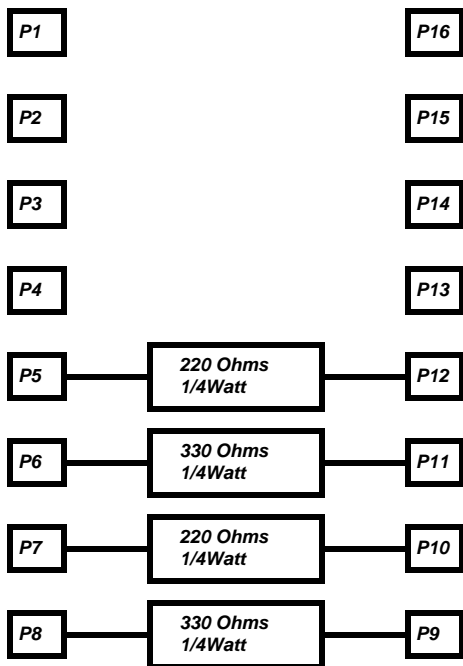 P1
P16
P2
P15
P3
P14
P4
P13
P5
220 Ohms
1/4Watt
P12
P6
330 Ohms
1/4Watt
P11
P7
220 Ohms
1/4Watt
P10
P8
330 Ohms
1/4Watt
P9